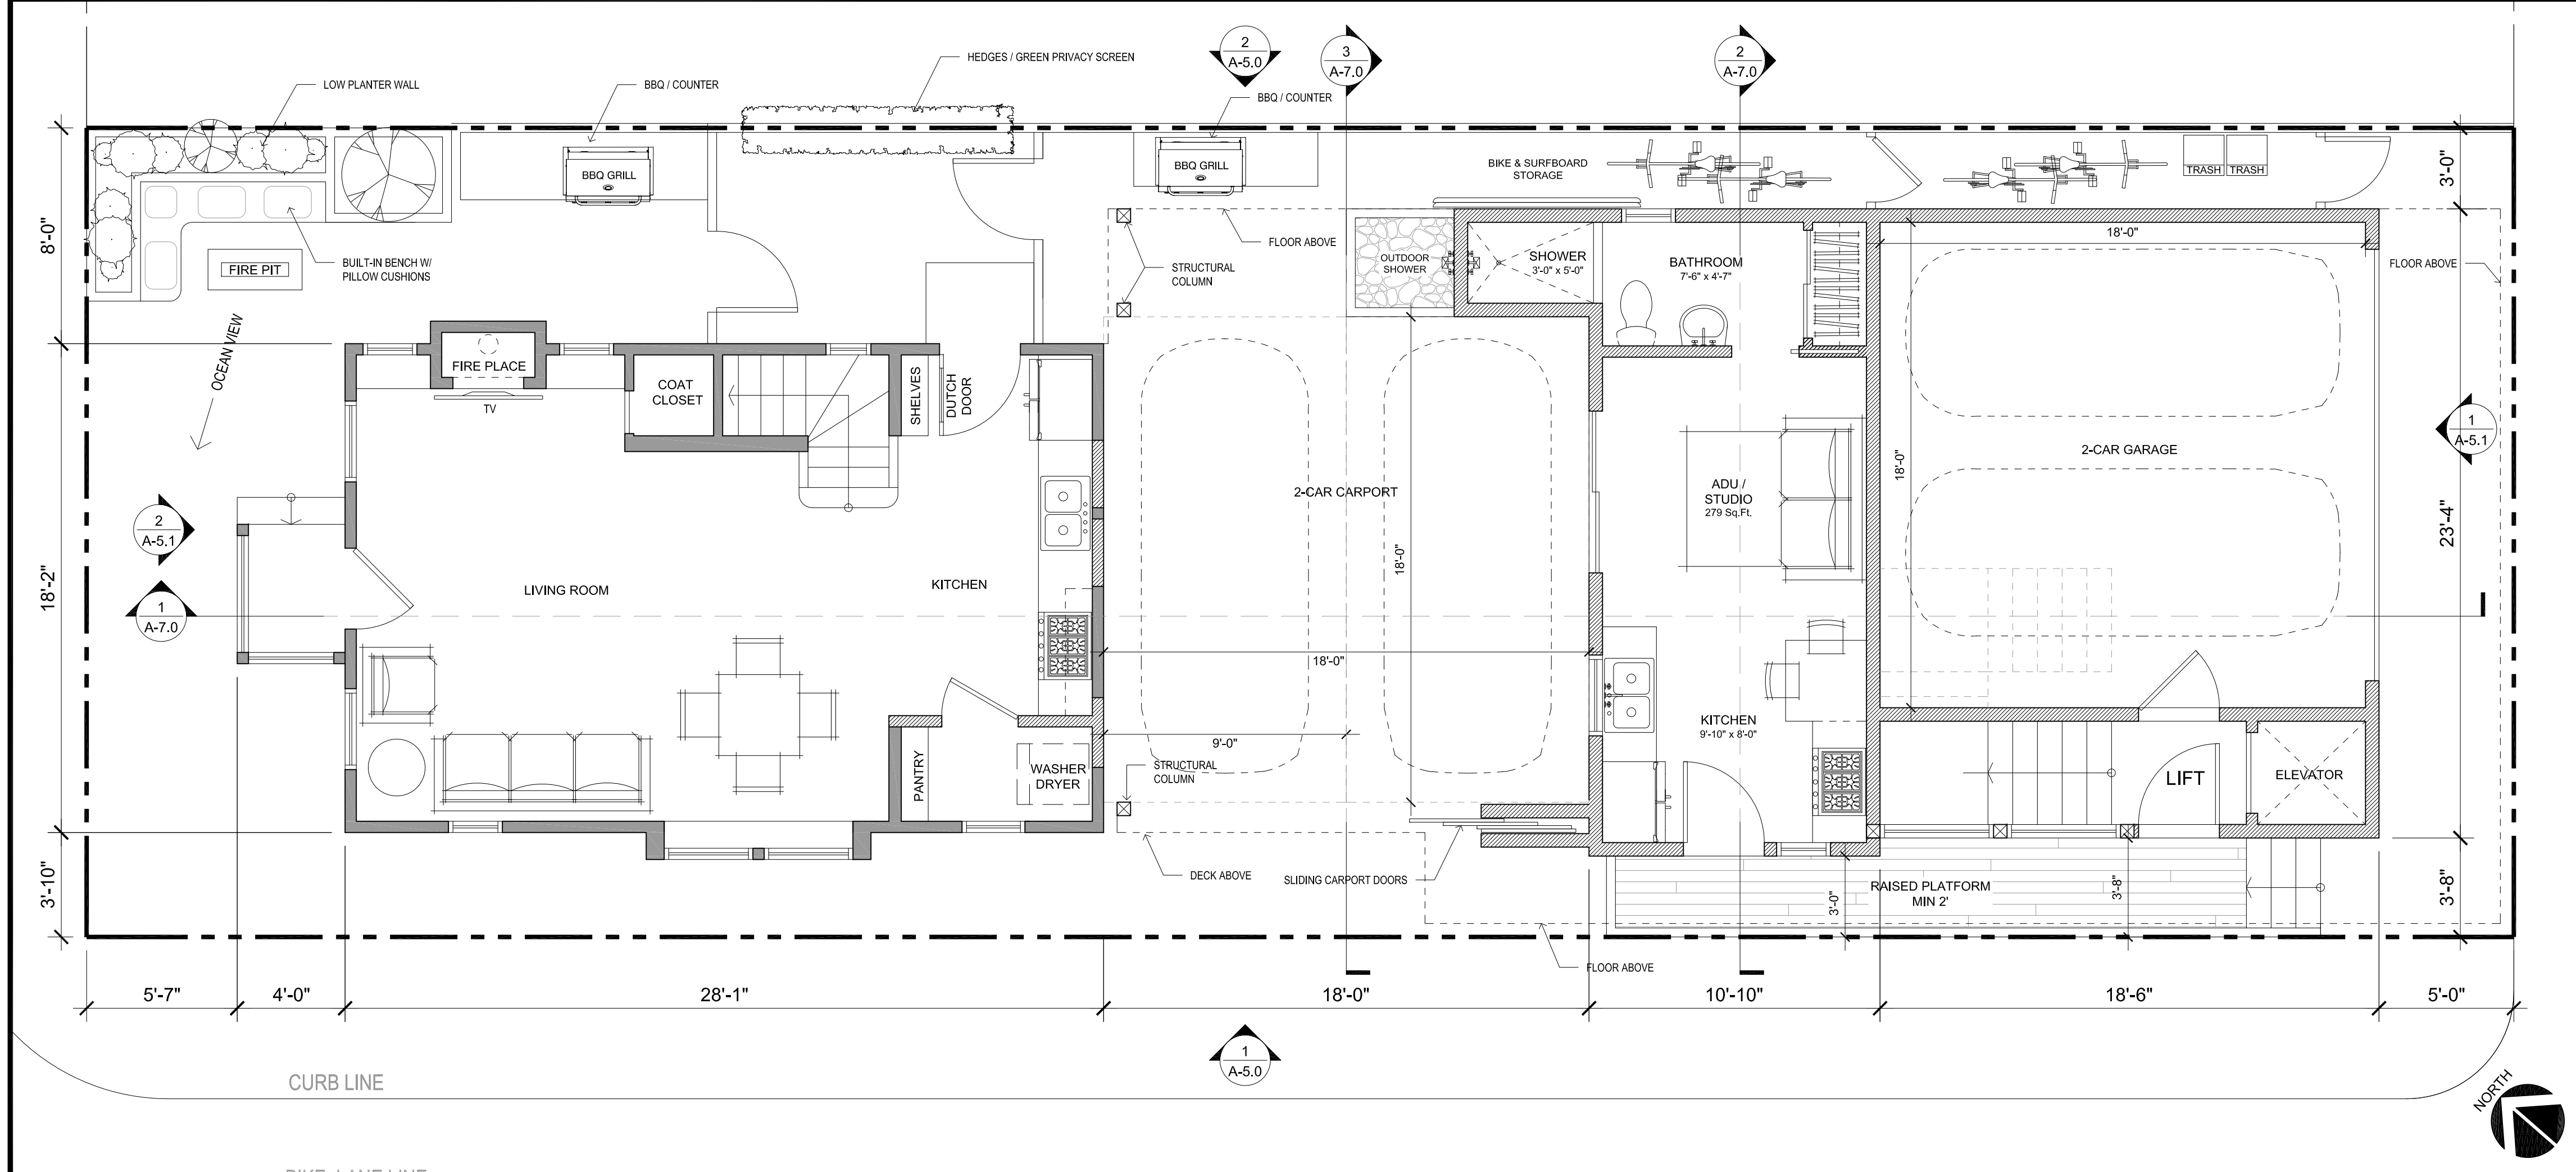 2
A-5.0
3
A-7.0
2
A-7.0
HEDGES / GREEN PRIVACY SCREEN
LOW PLANTER WALL
BBQ / COUNTER
BBQ / COUNTER
BBQ GRILL
BBQ GRILL
BIKE & SURFBOARD
STORAGE
TRASH
TRASH
3'-0"
8'-0"
FIRE PIT
BUILT-IN BENCH W/
PILLOW CUSHIONS
STRUCTURAL
COLUMN
FLOOR ABOVE
OUTDOOR
SHOWER
SHOWER
3'-0" x 5'-0"
BATHROOM
7'-6" x 4'-7"
18'-0"
FLOOR ABOVE
OCEAN VIEW
FIRE PLACE
TV
COAT
CLOSET
SHELVES
DUTCH
DOOR
2-CAR CARPORT
18'-0"
ADU /
STUDIO
279 Sq.Ft.
18'-0"
2-CAR GARAGE
1
A-5.1
23'-4"
2
A-5.1
18'-2"
1
A-7.0
LIVING ROOM
KITCHEN
18'-0"
9'-0"
KITCHEN
9'-10" x 8'-0"
PANTRY
WASHER
DRYER
STRUCTURAL
COLUMN
LIFT
ELEVATOR
3'-10"
DECK ABOVE
SLIDING CARPORT DOORS
3'-0"
RAISED PLATFORM
MIN 2'
3'-8"
3'-8"
FLOOR ABOVE
5'-7"
4'-0"
28'-1"
18'-0"
10'-10"
18'-6"
5'-0"
1
A-5.0
CURB LINE
NORTH
BIKE LANE LINE